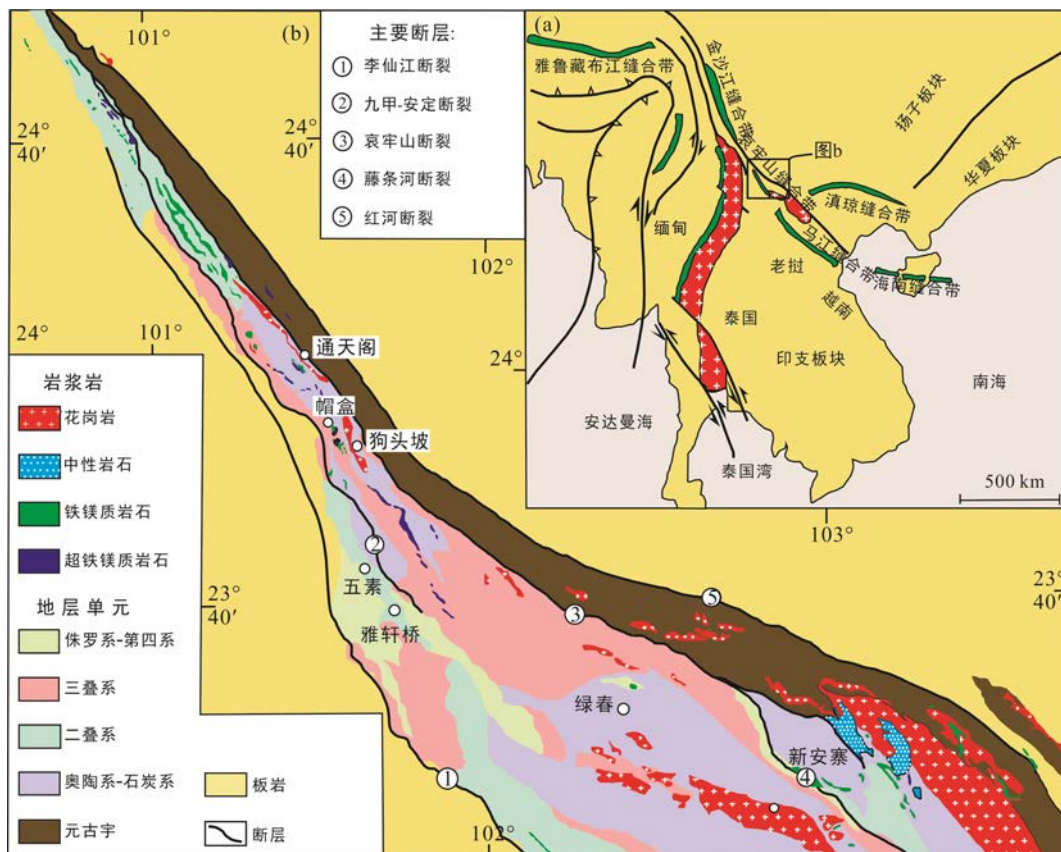 101°
(b)
主要断层:
① 李仙江断裂
② 九甲-安定断裂
③ 哀牢山断裂
④ 藤条河断裂
⑤ 红河断裂
(a)
雅鲁藏布江缝合带
金沙江缝合带
哀牢山缝合带
扬子板块
华夏板块
图b
滇琼缝合带
马江缝合带
海南缝合带
缅甸
老挝
越南
泰国
印支板块
南海
安达曼海
泰国湾
500 km
24°
40′
24°
40′
102°
24°
101°
24°
通天阁
帽盒
狗头坡
②
五素
雅轩桥
103°
23°
40′
23°
40′
⑤
③
绿春
新安寨
④
①
102°
岩浆岩
花岗岩
中性岩石
铁镁质岩石
超铁镁质岩石
地层单元
侏罗系-第四系
三叠系
二叠系
奥陶系-石炭系
元古宇
板岩
断层